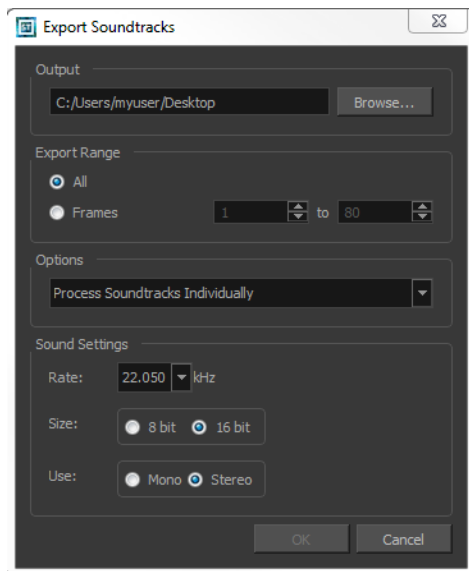 Export Soundtracks
Output
C:/Users/myuser/Desktop Browse...
Export Range
All
Frames 1 to 80
Options
Process Soundtracks Individually
Sound Settings
Rate: 22.050 kHz
Size: 8 bit 16 bit
Use: Mono Stereo
OK Cancel